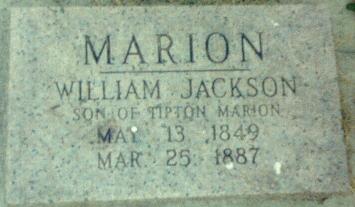 MARION
WILLIAM JACKSON
SON OF TIPTON MARION
MAY 13 1849
MAR 25 1887